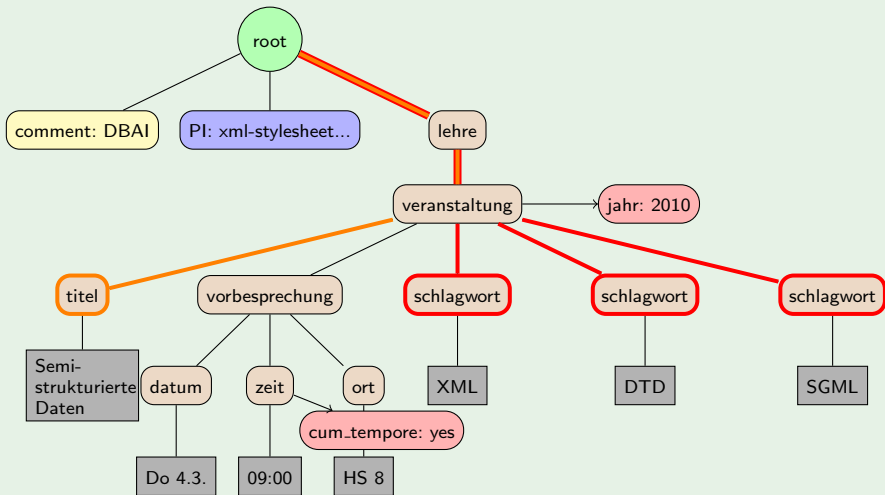 root
comment: DBAI
PI: xml-stylesheet...
lehre
veranstaltung
jahr: 2010
titel
vorbesprechung
schlagwort
schlagwort
schlagwort
Semi-
strukturierte
Daten
datum
zeit
ort
XML
DTD
SGML
cum_tempore: yes
Do 4.3.
09:00
HS 8